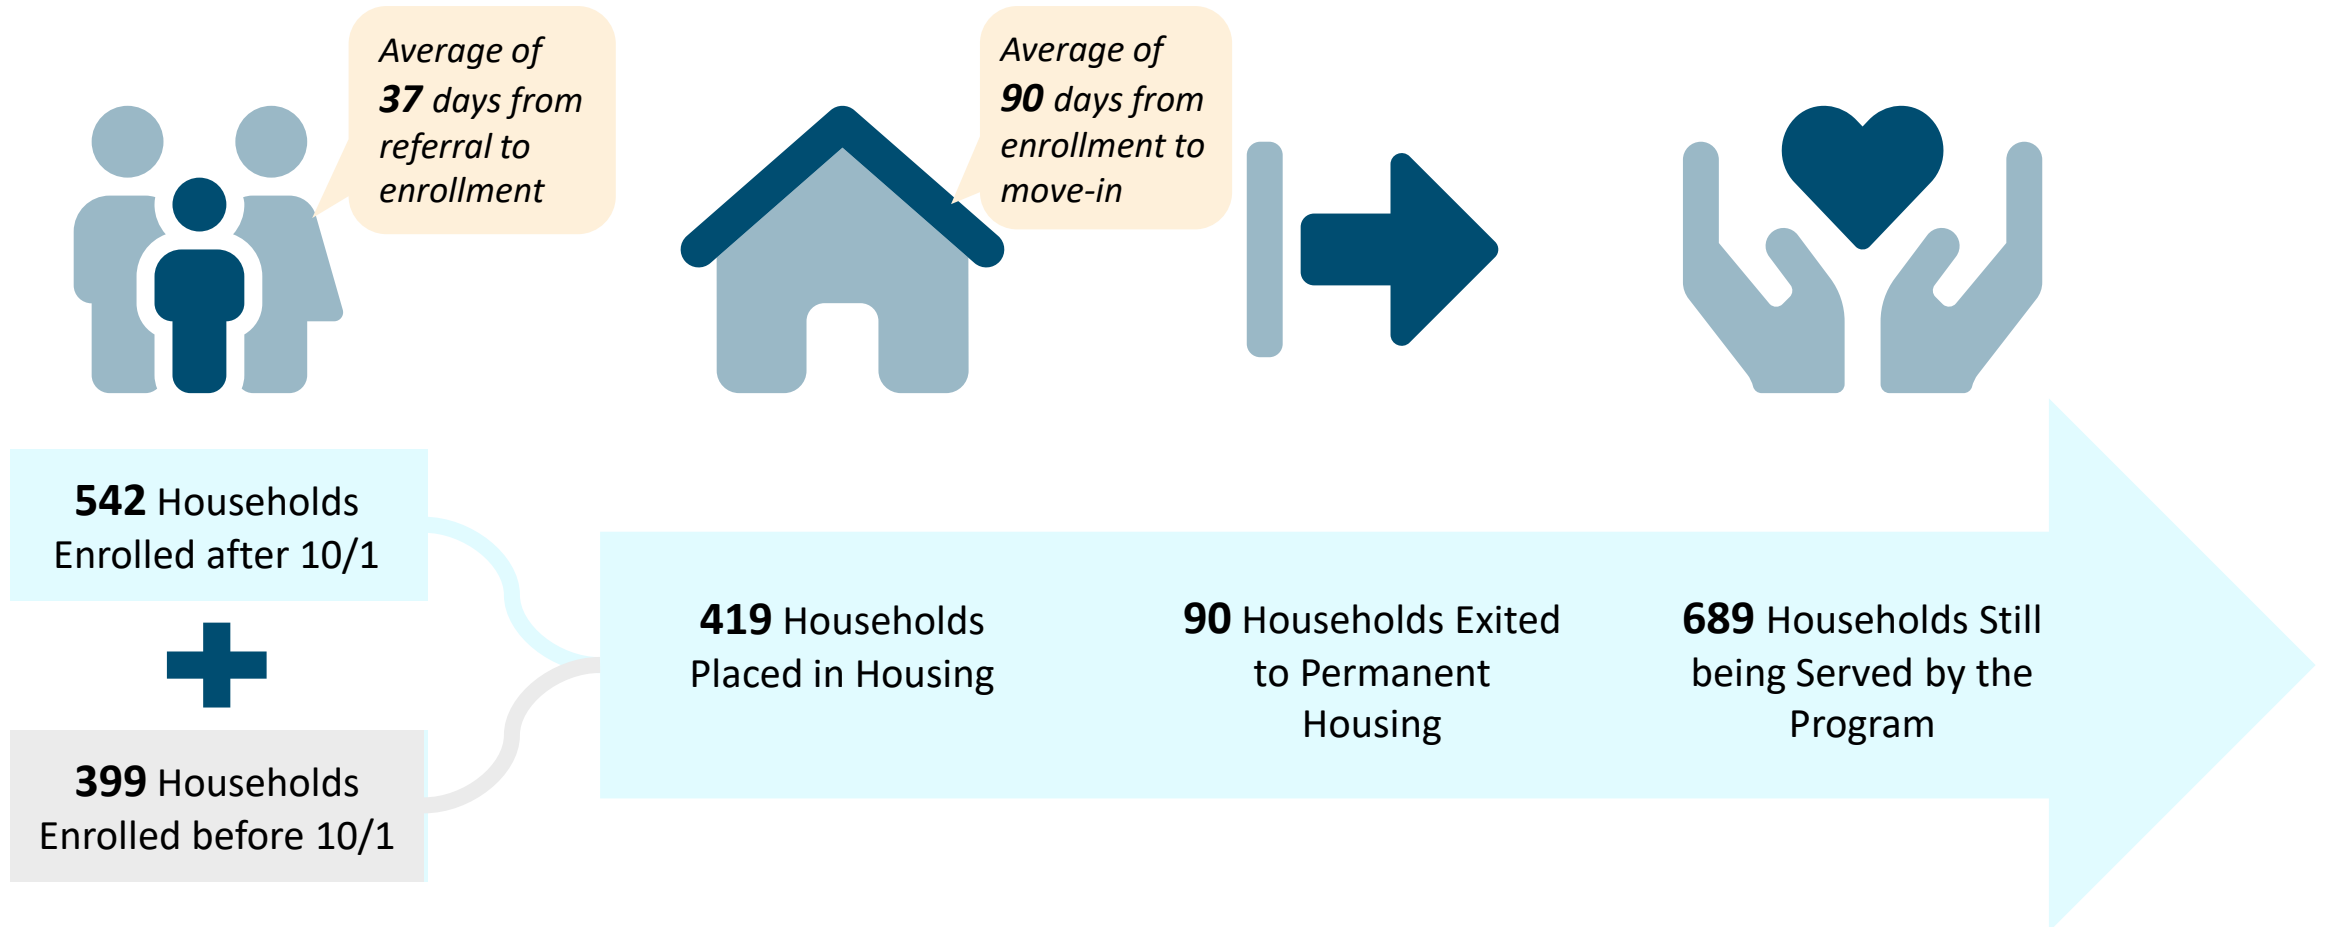 Average of
37 days from
referral to
enrollment
Average of
90 days from
enrollment to
move-in
542 Households
Enrolled after 10/1
399 Households
Enrolled before 10/1
419 Households
Placed in Housing
90 Households Exited
to Permanent
Housing
689 Households Still
being Served by the
Program